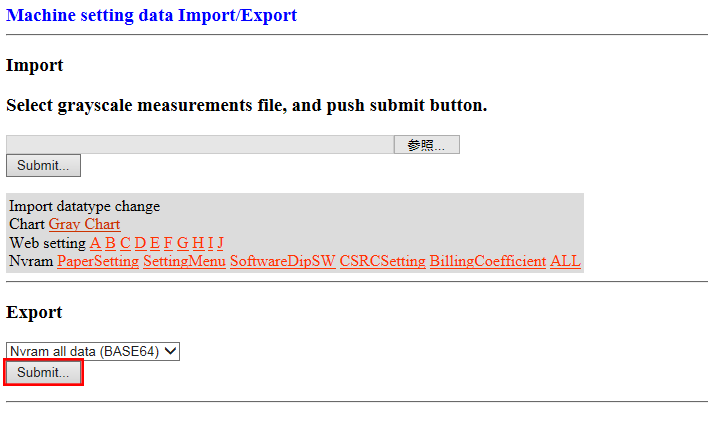 Machine setting data Import/Export
Import
Select grayscale measurements file, and push submit button.
参照...
Submit...
Import datatype change
Chart Gray Chart
Web setting A B C D E F G H I J
Nvram PaperSetting SettingMenu SoftwareDipSW CSRCSetting BillingCoefficient ALL
Export
Nvram all data (BASE64)
Submit...